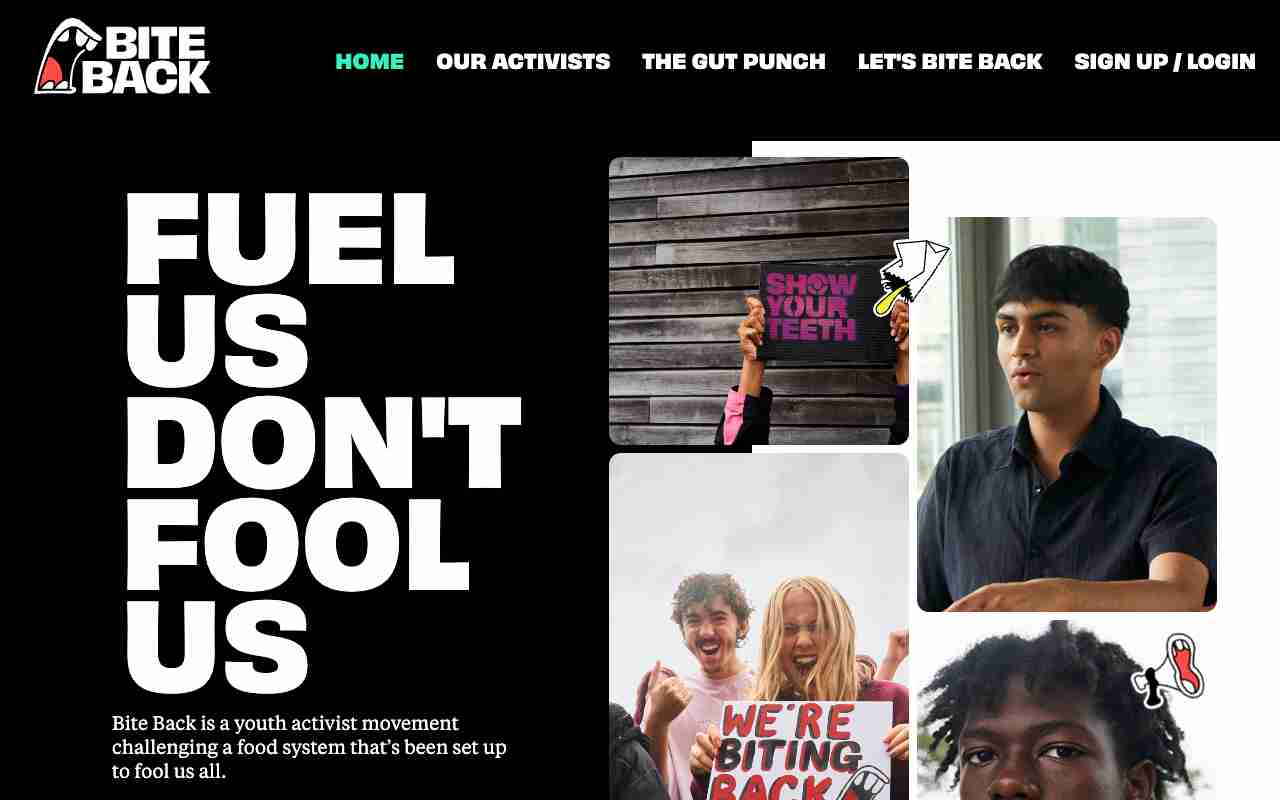 BITE
BACK
HOME
OUR ACTIVISTS
THE GUT PUNCH
LET'S BITE BACK
SIGN UP / LOGIN
FUEL
US
DON'T
FOOL
US
Bite Back is a youth activist movement
challenging a food system that’s been set up
to fool us all.
SHOW
YOUR
TEETH
WE'RE
BITING
BACK